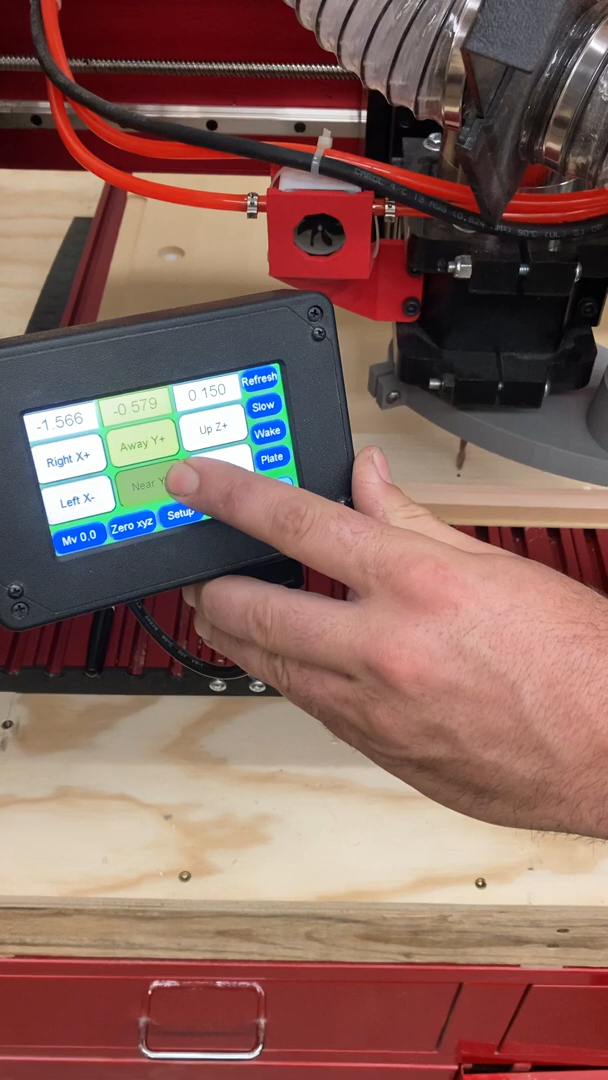 -1.566 -0.579 0.150 Refresh
Right X+ Away Y+ Up Z+ Slow
Wake
Left X- Near Plate
Mv 0,0 Zero xyz Setup